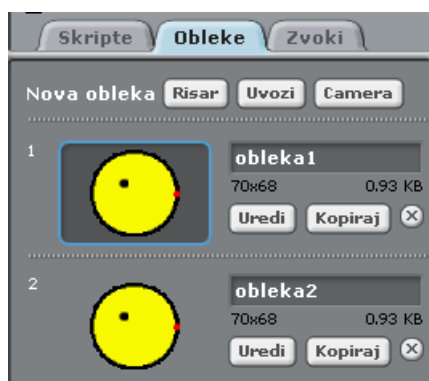 Skripte Obleke Zvoki
Nova obleka Risar Uvozi Camera
1
obleka1
70x68 0.93 KB
Uredi Kopiraj
2
obleka2
70x68 0.93 KB
Uredi Kopiraj